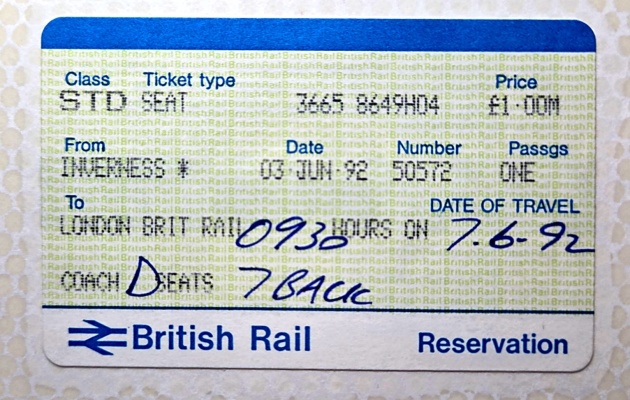 Class Ticket type Price
STD SEAT 3665 8649H04 £1·00M
From Date Number Passgs
INVERNESS * 03·JUN·92 50572 ONE
To DATE OF TRAVEL
LONDON BRIT RAIL 0930 HOURS ON 7.6-92
COACH D SEATS 7 BACK
British Rail Reservation